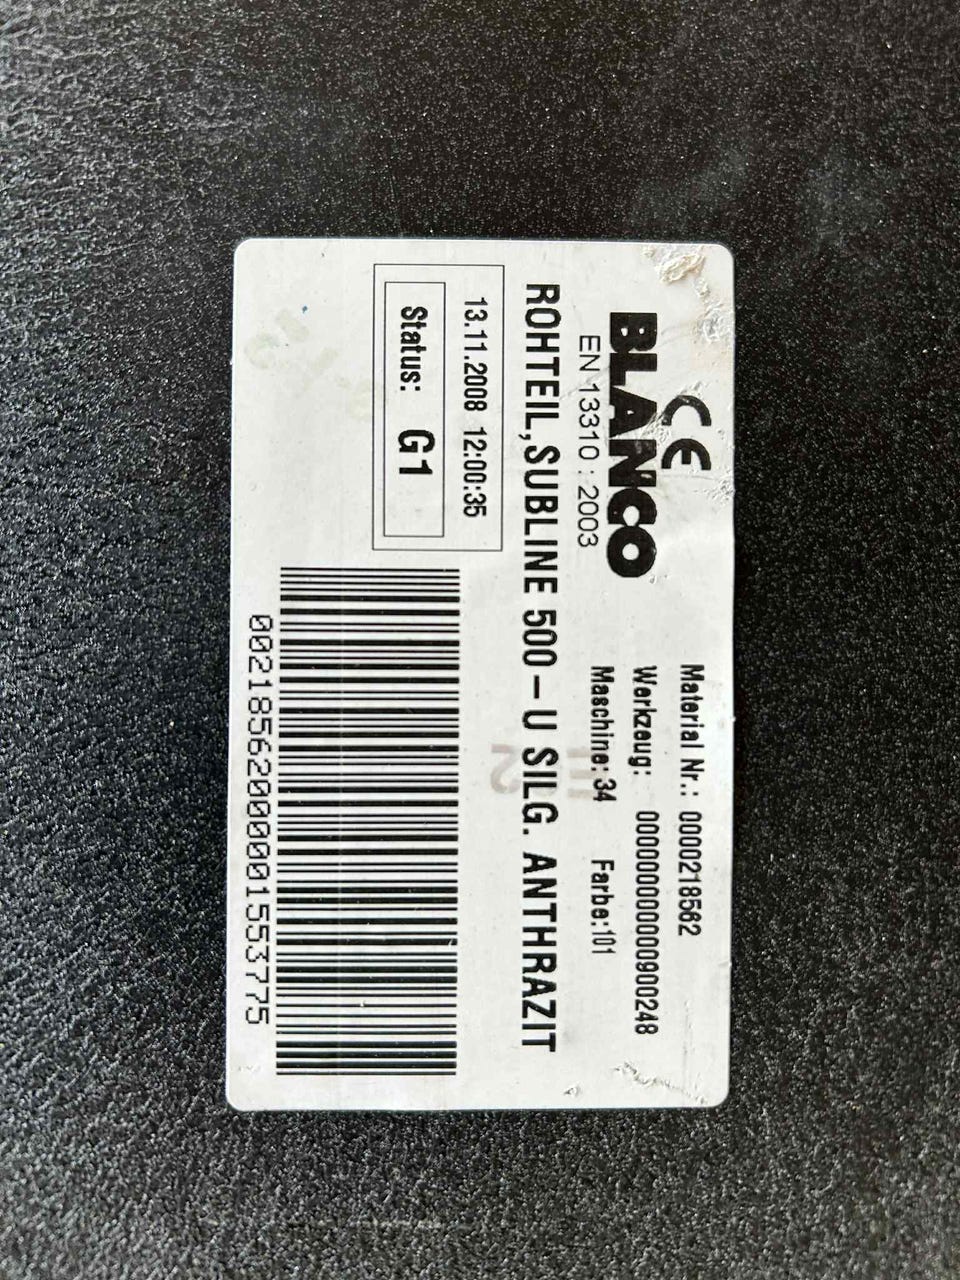 CE
BLANCO
EN 13310 : 2003
Material Nr.: 0000218562
Werkzeug: 000000000000900248
Maschine: 34 Farbe:101
ROHTEIL,SUBLINE 500-U SILG. ANTHRAZIT
13.11.2008 12:00:35
Status: G1
00218562000001553775